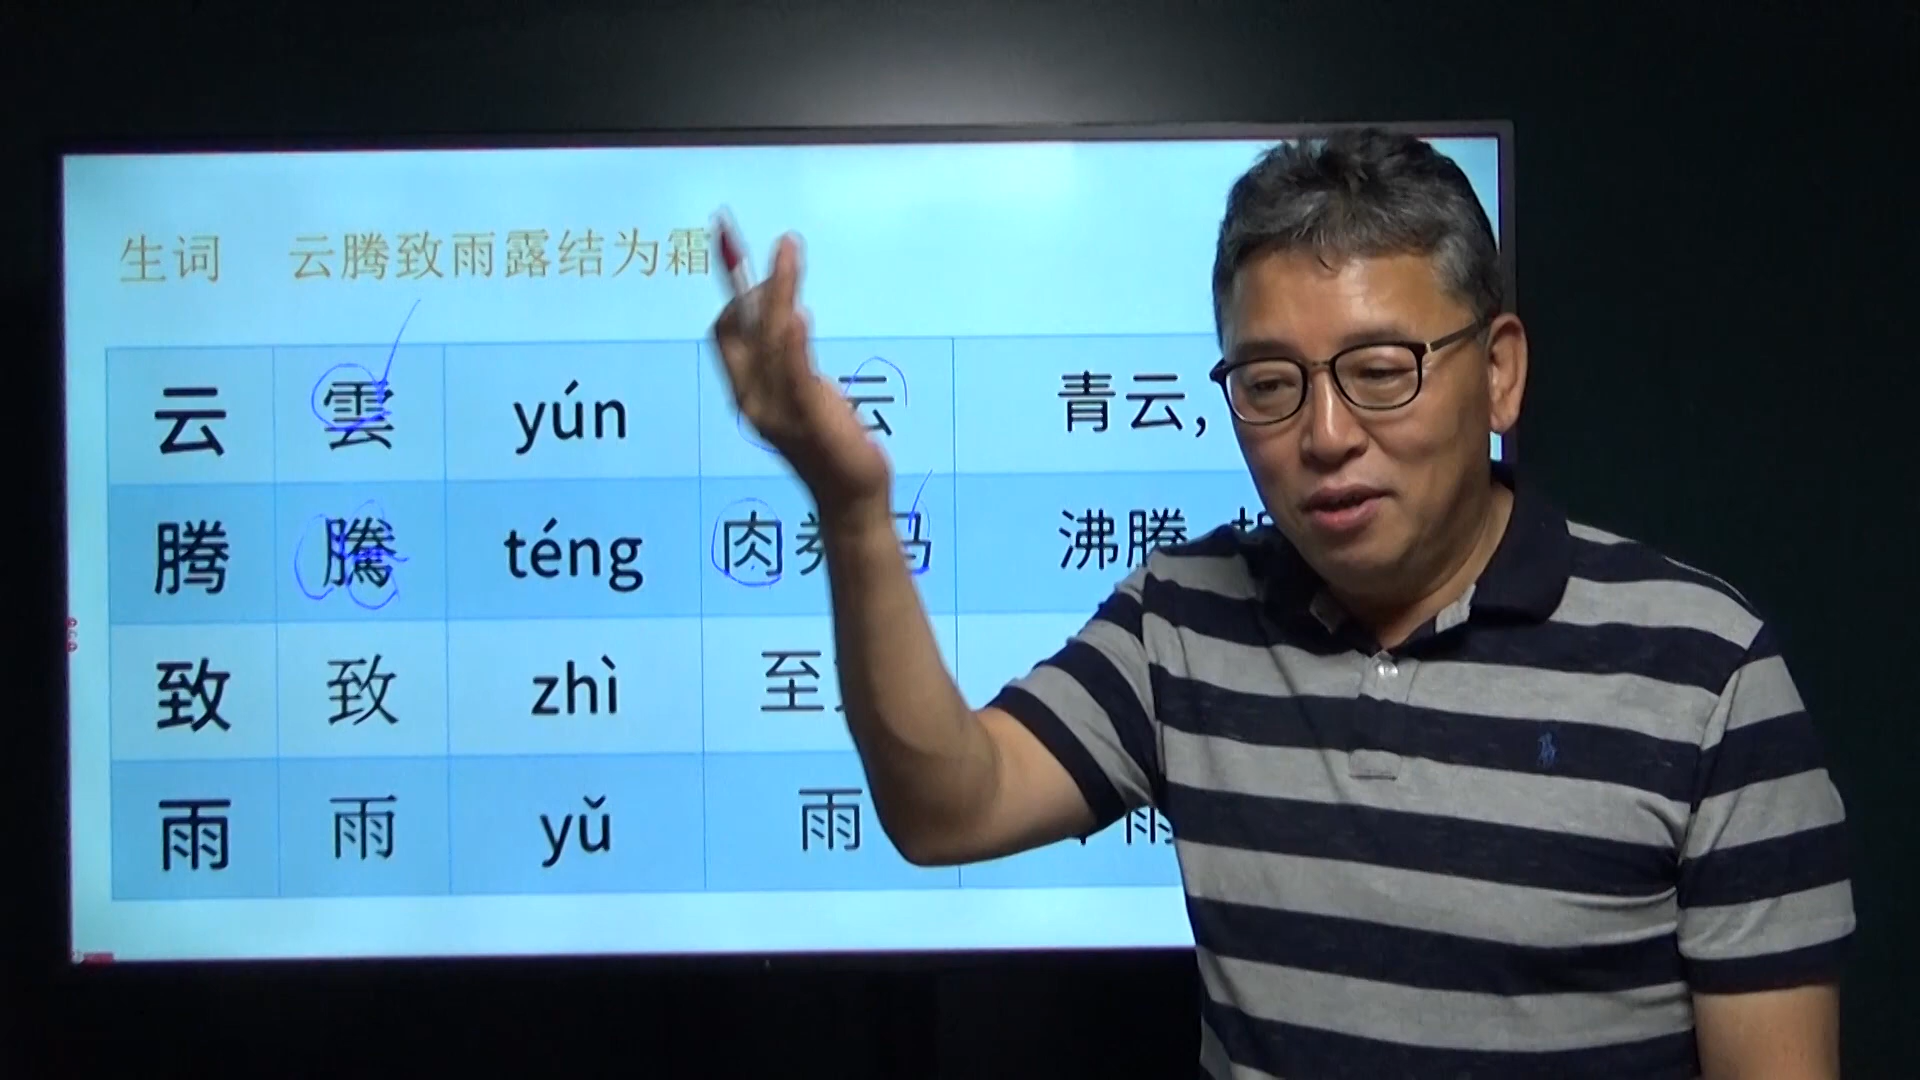 生词 云腾致雨露结为霜
云 雲 yún 云 青云,
腾 騰 téng 肉 沸腾
致 致 zhì 至
雨 雨 yǔ 雨 雨